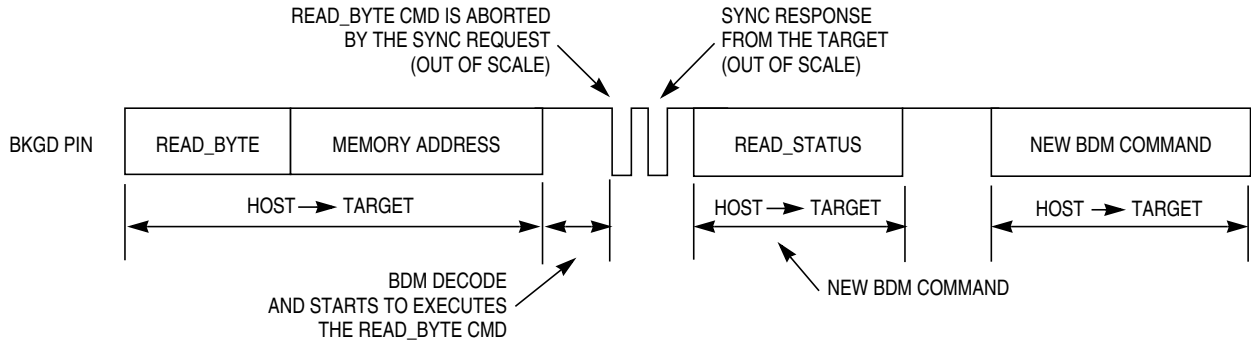 READ_BYTE CMD IS ABORTED
BY THE SYNC REQUEST
(OUT OF SCALE)
SYNC RESPONSE
FROM THE TARGET
(OUT OF SCALE)
BKGD PIN
READ_BYTE
MEMORY ADDRESS
READ_STATUS
NEW BDM COMMAND
HOST → TARGET
HOST → TARGET
HOST → TARGET
BDM DECODE
AND STARTS TO EXECUTES
THE READ_BYTE CMD
NEW BDM COMMAND